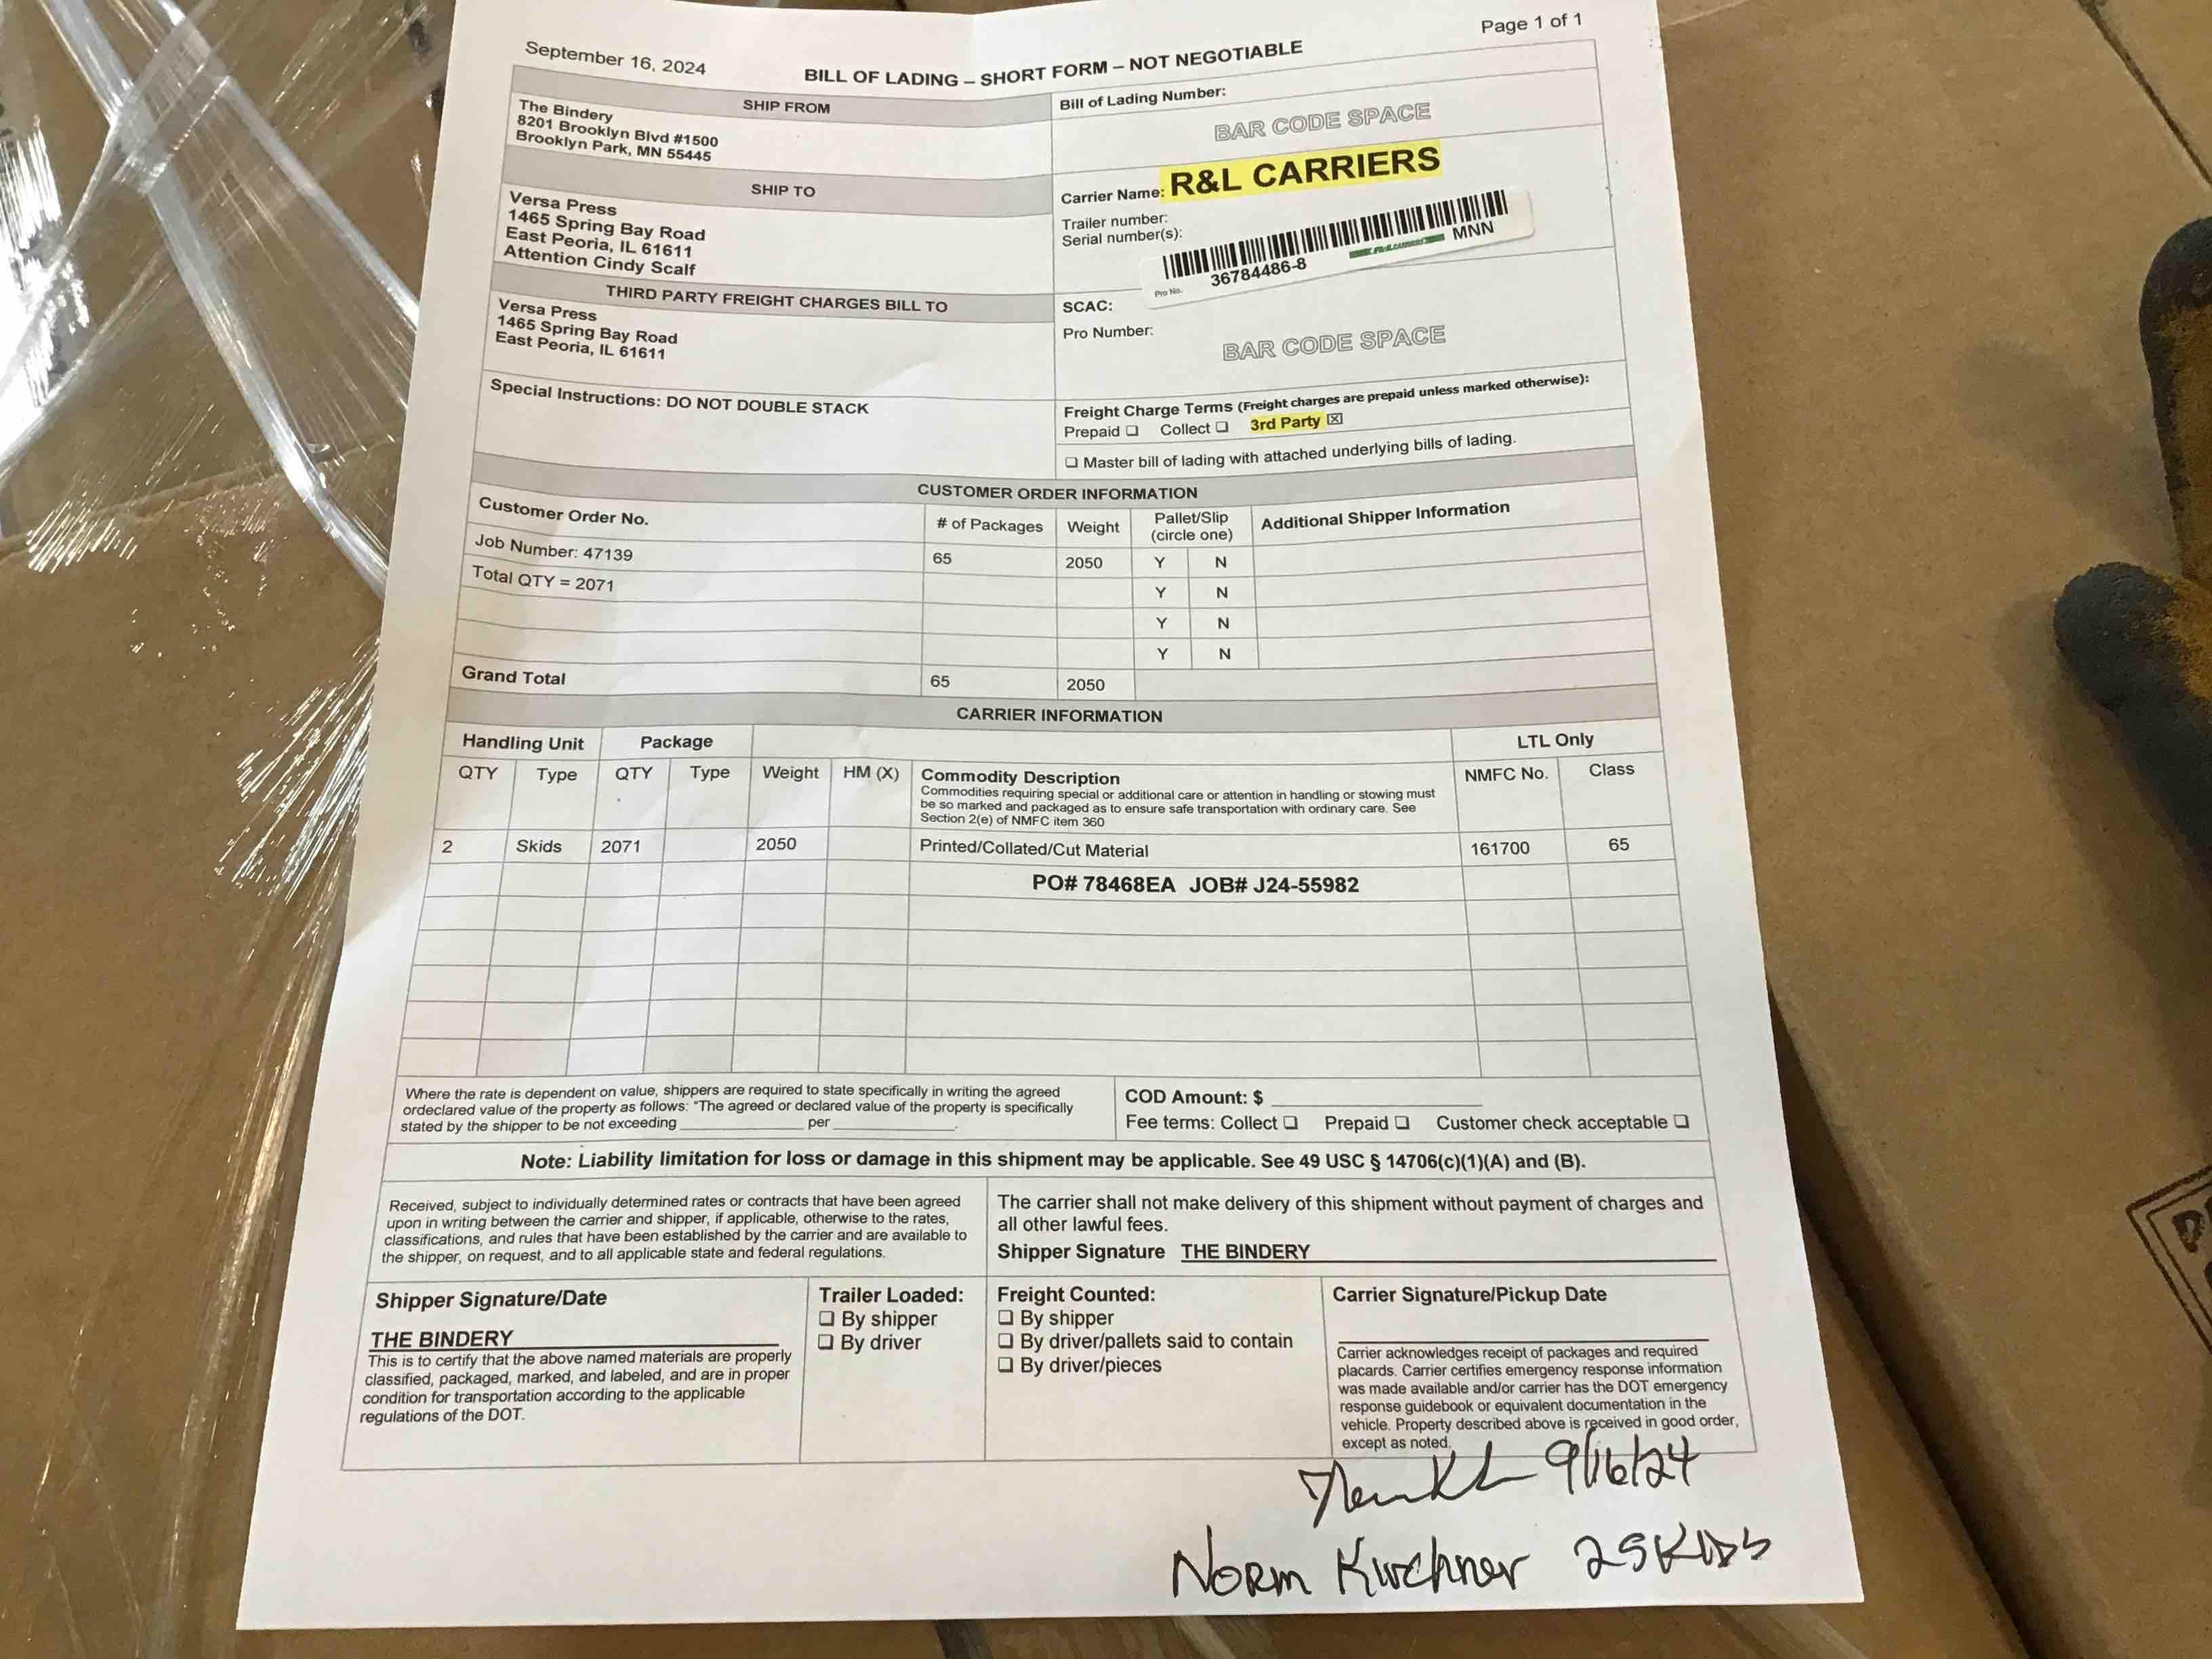 September 16, 2024
Page 1 of 1
BILL OF LADING – SHORT FORM – NOT NEGOTIABLE
SHIP FROM
The Bindery
8201 Brooklyn Blvd #1500
Brooklyn Park, MN 55445
SHIP TO
Versa Press
1465 Spring Bay Road
East Peoria, IL 61611
Attention Cindy Scalf
THIRD PARTY FREIGHT CHARGES BILL TO
Versa Press
1465 Spring Bay Road
East Peoria, IL 61611
Special Instructions: DO NOT DOUBLE STACK
Bill of Lading Number:
BAR CODE SPACE
Carrier Name: R&L CARRIERS
Trailer number:
Serial number(s):
Pro No. 36784486-8 MNN
SCAC:
Pro Number:
BAR CODE SPACE
Freight Charge Terms (Freight charges are prepaid unless marked otherwise):
Prepaid ❑ Collect ❑ 3rd Party ☒
❑ Master bill of lading with attached underlying bills of lading.
CUSTOMER ORDER INFORMATION
Customer Order No. # of Packages Weight Pallet/Slip (circle one) Additional Shipper Information
Job Number: 47139 65 2050 Y N
Total QTY = 2071 Y N
Y N
Y N
Grand Total 65 2050
CARRIER INFORMATION
Handling Unit Package LTL Only
QTY Type QTY Type Weight HM (X) Commodity Description NMFC No. Class
Commodities requiring special or additional care or attention in handling or stowing must
be so marked and packaged as to ensure safe transportation with ordinary care. See
Section 2(e) of NMFC item 360
2 Skids 2071 2050 Printed/Collated/Cut Material 161700 65
PO# 78468EA JOB# J24-55982
Where the rate is dependent on value, shippers are required to state specifically in writing the agreed
ordeclared value of the property as follows: "The agreed or declared value of the property is specifically
stated by the shipper to be not exceeding ____________ per ____________.
COD Amount: $ ____________
Fee terms: Collect ❑ Prepaid ❑ Customer check acceptable ❑
Note: Liability limitation for loss or damage in this shipment may be applicable. See 49 USC § 14706(c)(1)(A) and (B).
Received, subject to individually determined rates or contracts that have been agreed
upon in writing between the carrier and shipper, if applicable, otherwise to the rates,
classifications, and rules that have been established by the carrier and are available to
the shipper, on request, and to all applicable state and federal regulations.
The carrier shall not make delivery of this shipment without payment of charges and
all other lawful fees.
Shipper Signature THE BINDERY
Shipper Signature/Date
THE BINDERY
This is to certify that the above named materials are properly
classified, packaged, marked, and labeled, and are in proper
condition for transportation according to the applicable
regulations of the DOT.
Trailer Loaded:
❑ By shipper
❑ By driver
Freight Counted:
❑ By shipper
❑ By driver/pallets said to contain
❑ By driver/pieces
Carrier Signature/Pickup Date
Carrier acknowledges receipt of packages and required
placards. Carrier certifies emergency response information
was made available and/or carrier has the DOT emergency
response guidebook or equivalent documentation in the
vehicle. Property described above is received in good order,
except as noted.
9/16/24
Norm Kirchner 2 SKIDS